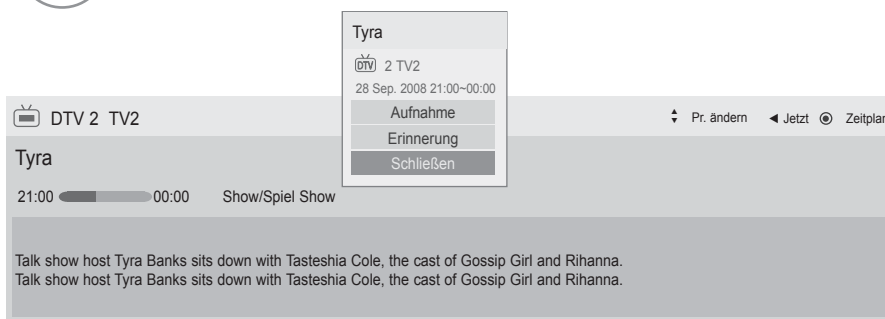 Tyra
DTV 2 TV2
28 Sep. 2008 21:00~00:00
Aufnahme
Erinnerung
Schließen
DTV 2 TV2
Pr. ändern Jetzt Zeitplan
Tyra
21:00 00:00 Show/Spiel Show
Talk show host Tyra Banks sits down with Tasteshia Cole, the cast of Gossip Girl and Rihanna.
Talk show host Tyra Banks sits down with Tasteshia Cole, the cast of Gossip Girl and Rihanna.